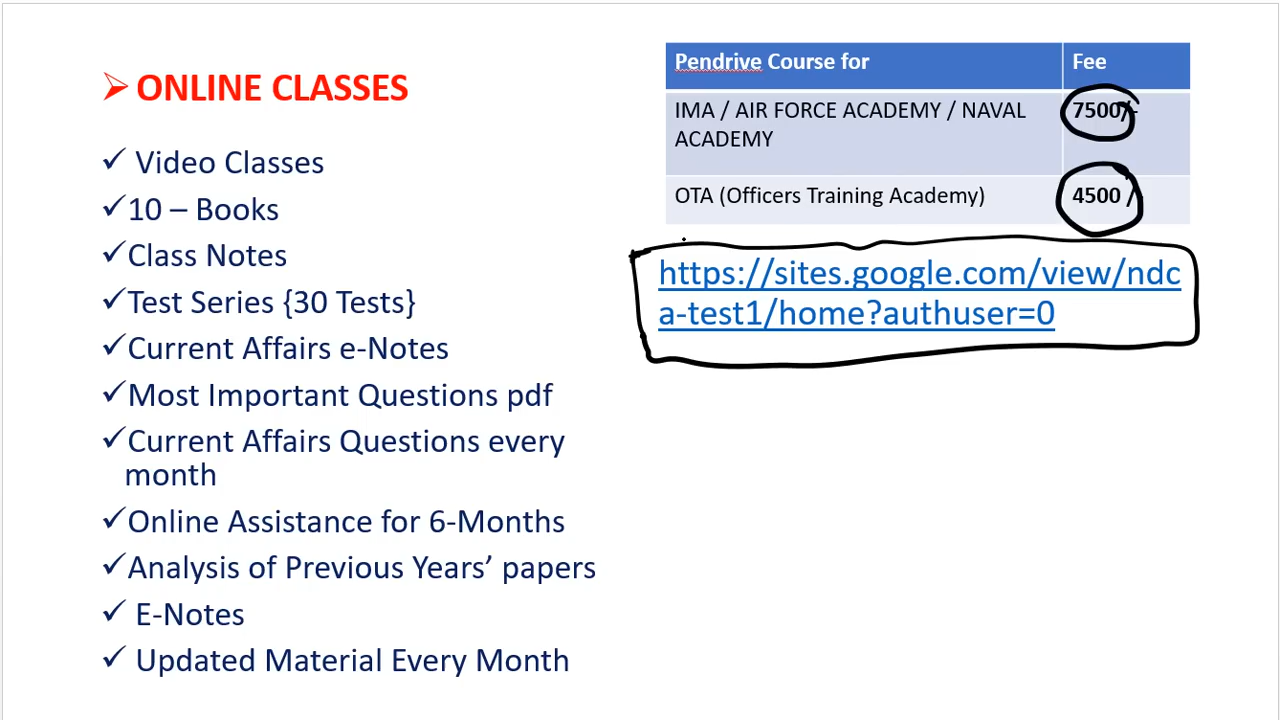 ONLINE CLASSES
Video Classes
10 – Books
Class Notes
Test Series {30 Tests}
Current Affairs e-Notes
Most Important Questions pdf
Current Affairs Questions every
month
Online Assistance for 6-Months
Analysis of Previous Years’ papers
E-Notes
Updated Material Every Month
Pendrive Course for Fee
IMA / AIR FORCE ACADEMY / NAVAL 7500/-
ACADEMY
OTA (Officers Training Academy) 4500 /
https://sites.google.com/view/ndc
a-test1/home?authuser=0